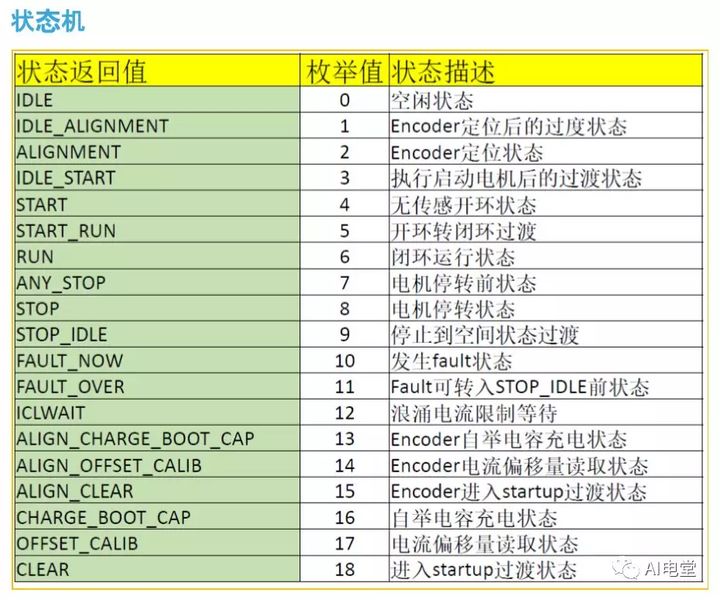 状态机
状态返回值 枚举值 状态描述
IDLE 0 空闲状态
IDLE_ALIGNMENT 1 Encoder定位后的过度状态
ALIGNMENT 2 Encoder定位状态
IDLE_START 3 执行启动电机后的过渡状态
START 4 无传感开环状态
START_RUN 5 开环转闭环过渡
RUN 6 闭环运行状态
ANY_STOP 7 电机停转前状态
STOP 8 电机停转状态
STOP_IDLE 9 停止到空间状态过渡
FAULT_NOW 10 发生fault状态
FAULT_OVER 11 Fault可转入STOP_IDLE前状态
ICLWAIT 12 浪涌电流限制等待
ALIGN_CHARGE_BOOT_CAP 13 Encoder自举电容充电状态
ALIGN_OFFSET_CALIB 14 Encoder电流偏移量读取状态
ALIGN_CLEAR 15 Encoder进入startup过渡状态
CHARGE_BOOT_CAP 16 自举电容充电状态
OFFSET_CALIB 17 电流偏移量读取状态
CLEAR 18 进入startup过渡状态
AI电堂